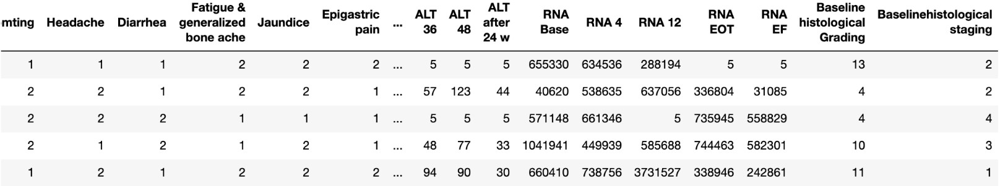 omting Headache Diarrhea Fatigue & generalized bone ache Jaundice Epigastric pain ... ALT 36 ALT 48 ALT after 24 w RNA Base RNA 4 RNA 12 RNA EOT RNA EF Baseline histological Grading Baselinehistological staging
1 1 1 2 2 2 ... 5 5 5 655330 634536 288194 5 5 13 2
2 2 1 2 2 1 ... 57 123 44 40620 538635 637056 336804 31085 4 2
2 2 2 1 1 1 ... 5 5 5 571148 661346 5 735945 558829 4 4
2 1 2 1 2 1 ... 48 77 33 1041941 449939 585688 744463 582301 10 3
1 2 1 2 2 2 ... 94 90 30 660410 738756 3731527 338946 242861 11 1